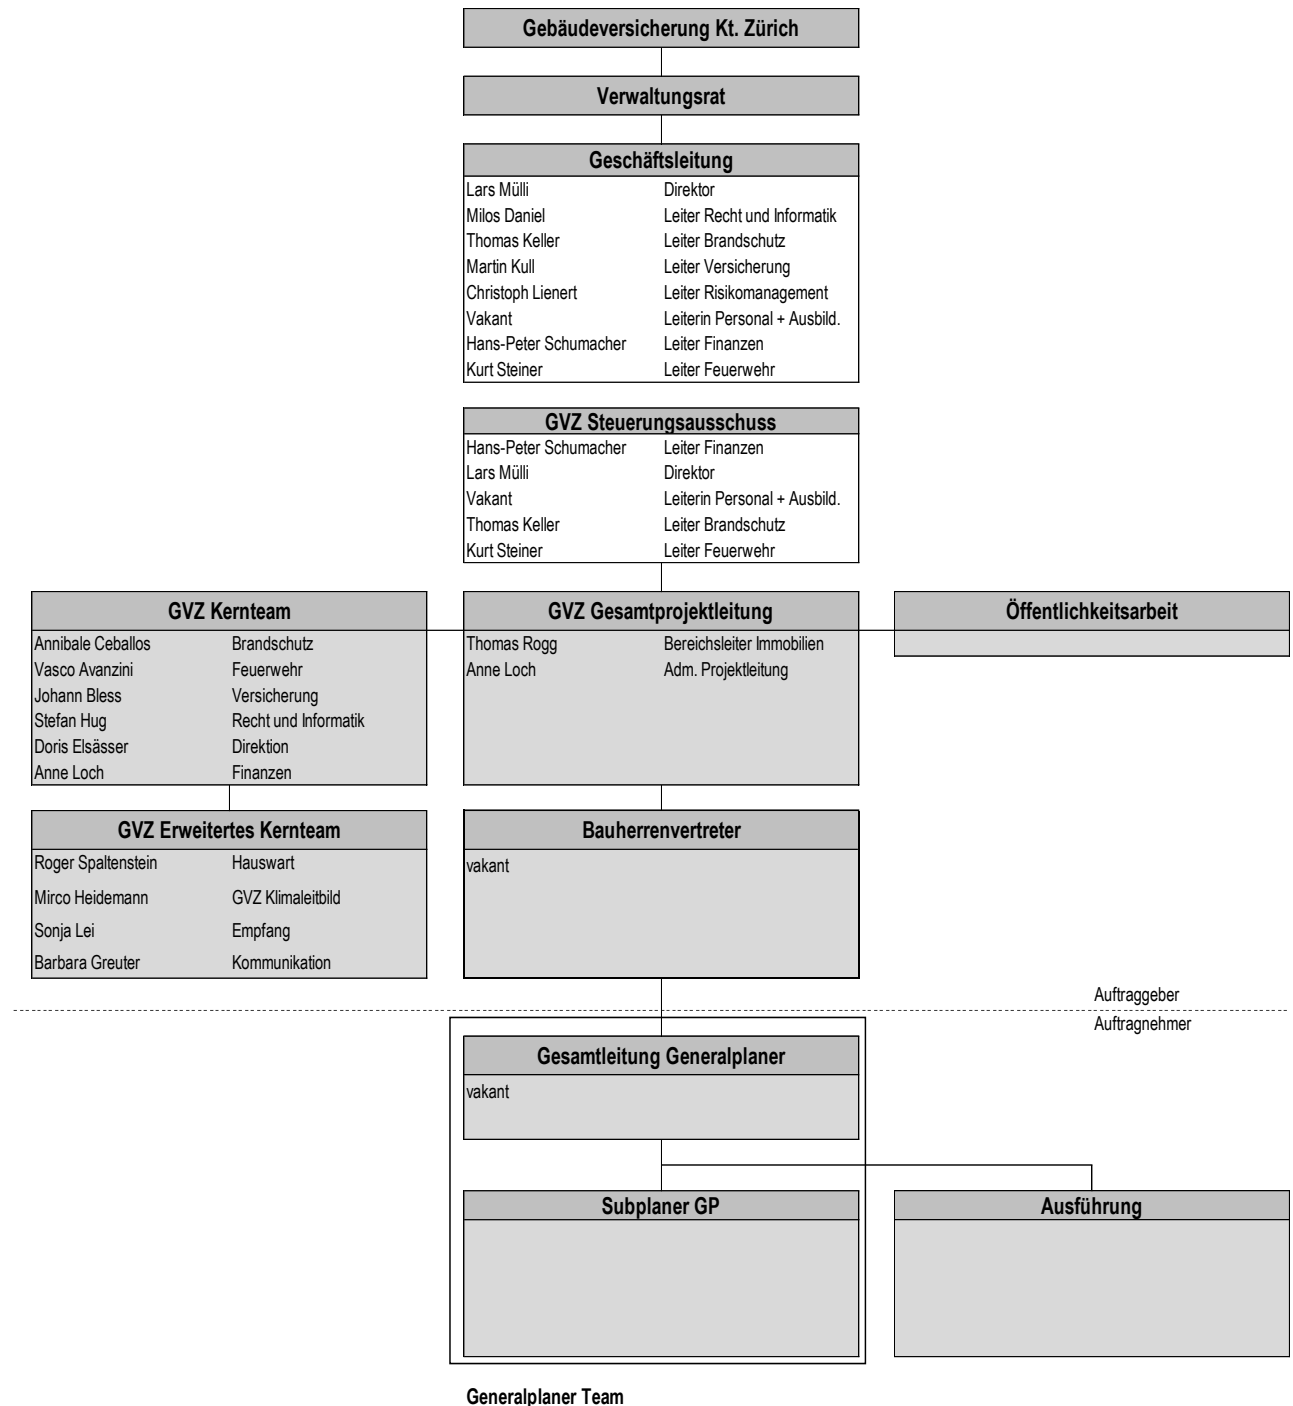 Gebäudeversicherung Kt. Zürich
Verwaltungsrat
Geschäftsleitung
Lars Mülli Direktor
Milos Daniel Leiter Recht und Informatik
Thomas Keller Leiter Brandschutz
Martin Kull Leiter Versicherung
Christoph Lienert Leiter Risikomanagement
Vakant Leiterin Personal + Ausbild.
Hans-Peter Schumacher Leiter Finanzen
Kurt Steiner Leiter Feuerwehr
GVZ Steuerungsausschuss
Hans-Peter Schumacher Leiter Finanzen
Lars Mülli Direktor
Vakant Leiterin Personal + Ausbild.
Thomas Keller Leiter Brandschutz
Kurt Steiner Leiter Feuerwehr
GVZ Kernteam
Annibale Ceballos Brandschutz
Vasco Avanzini Feuerwehr
Johann Bless Versicherung
Stefan Hug Recht und Informatik
Doris Elsässer Direktion
Anne Loch Finanzen
GVZ Gesamtprojektleitung
Thomas Rogg Bereichsleiter Immobilien
Anne Loch Adm. Projektleitung
Öffentlichkeitsarbeit
GVZ Erweitertes Kernteam
Roger Spaltenstein Hauswart
Mirco Heidemann GVZ Klimaleitbild
Sonja Lei Empfang
Barbara Greuter Kommunikation
Bauherrenvertreter
vakant
Auftraggeber
Auftragnehmer
Gesamtleitung Generalplaner
vakant
Subplaner GP
Ausführung
Generalplaner Team